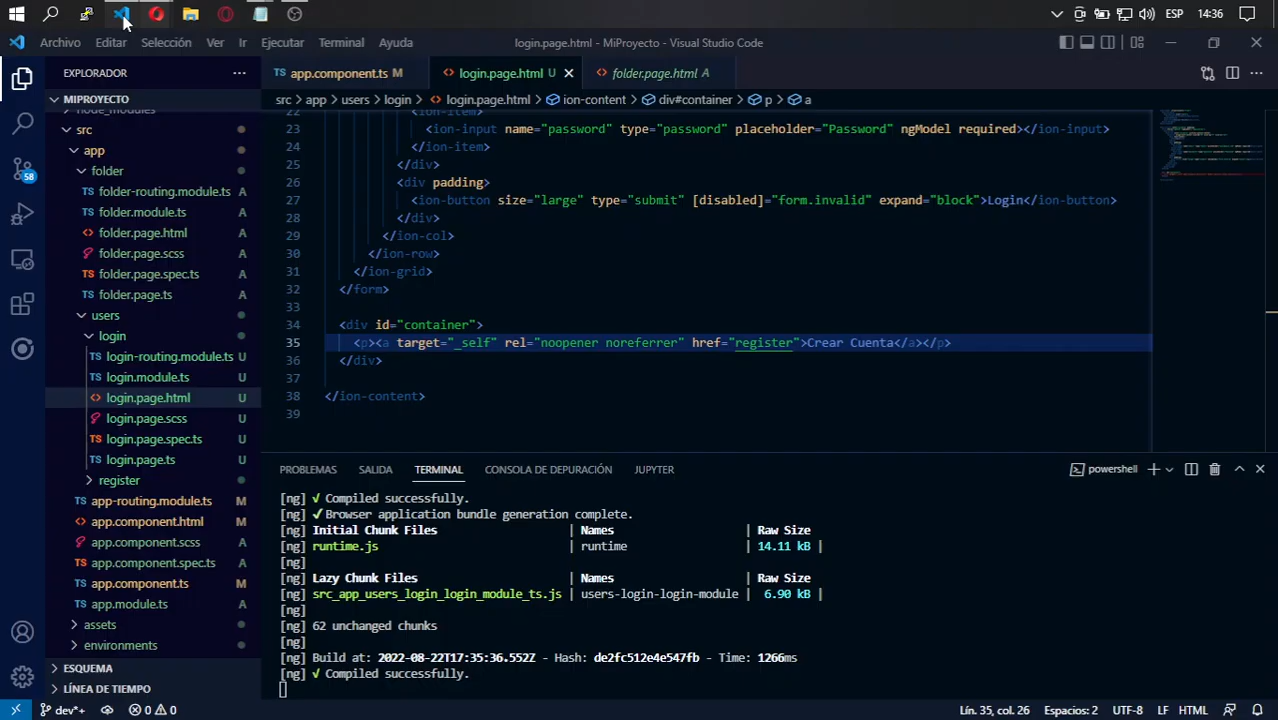 ESP 14:36
Archivo Editar Selección Ver Ir Ejecutar Terminal Ayuda login.page.html - MiProyecto - Visual Studio Code
EXPLORADOR
MIPROYECTO
node_modules
src
app
folder
folder-routing.module.ts A
folder.module.ts A
folder.page.html A
folder.page.scss A
folder.page.spec.ts A
folder.page.ts A
users
login
login-routing.module.ts U
login.module.ts U
login.page.html U
login.page.scss U
login.page.spec.ts U
login.page.ts U
register
app-routing.module.ts M
app.component.html M
app.component.scss A
app.component.spec.ts A
app.component.ts M
app.module.ts A
assets
environments
ESQUEMA
LÍNEA DE TIEMPO
58
app.component.ts M login.page.html U folder.page.html A
src > app > users > login > login.page.html > ion-content > div#container > p > a
22 <ion-item>
23 <ion-input name="password" type="password" placeholder="Password" ngModel required></ion-input>
24 </ion-item>
25 </div>
26 <div padding>
27 <ion-button size="large" type="submit" [disabled]="form.invalid" expand="block">Login</ion-button>
28 </div>
29 </ion-col>
30 </ion-row>
31 </ion-grid>
32 </form>
33
34 <div id="container">
35 <p><a target="_self" rel="noopener noreferrer" href="register">Crear Cuenta</a></p>
36 </div>
37
38 </ion-content>
39
PROBLEMAS SALIDA TERMINAL CONSOLA DE DEPURACIÓN JUPYTER powershell
[ng] √ Compiled successfully.
[ng] √ Browser application bundle generation complete.
[ng] Initial Chunk Files | Names | Raw Size
[ng] runtime.js | runtime | 14.11 kB |
[ng]
[ng] Lazy Chunk Files | Names | Raw Size
[ng] src_app_users_login_login_module_ts.js | users-login-login-module | 6.90 kB |
[ng]
[ng] 62 unchanged chunks
[ng]
[ng] Build at: 2022-08-22T17:35:36.552Z - Hash: de2fc512e4e547fb - Time: 1266ms
[ng] √ Compiled successfully.
dev*+ 0 0 Lín. 35, col. 26 Espacios: 2 UTF-8 LF HTML